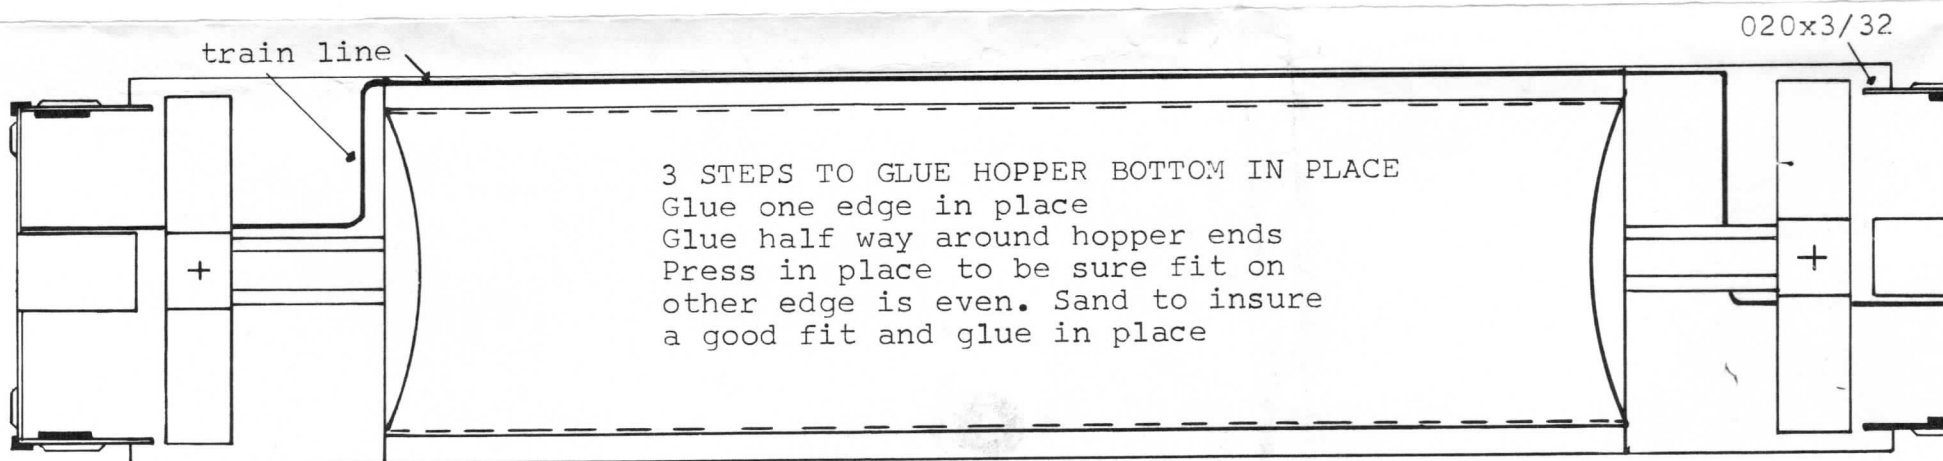 train line
020x3/32
3 STEPS TO GLUE HOPPER BOTTOM IN PLACE
Glue one edge in place
Glue half way around hopper ends
Press in place to be sure fit on
other edge is even. Sand to insure
a good fit and glue in place